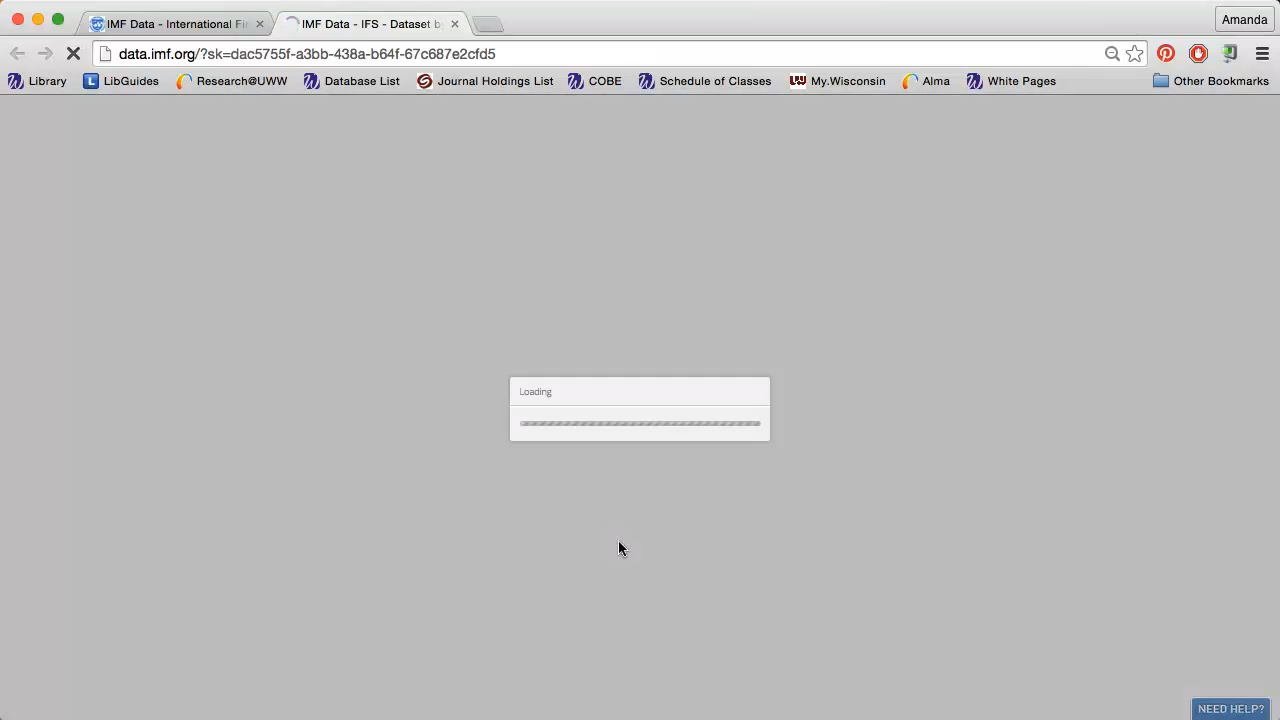 IMF Data - International Fi
IMF Data - IFS - Dataset b
Amanda
data.imf.org/?sk=dac5755f-a3bb-438a-b64f-67c687e2cfd5
Library
LibGuides
Research@UWW
Database List
Journal Holdings List
COBE
Schedule of Classes
My.Wisconsin
Alma
White Pages
Other Bookmarks
Loading
NEED HELP?